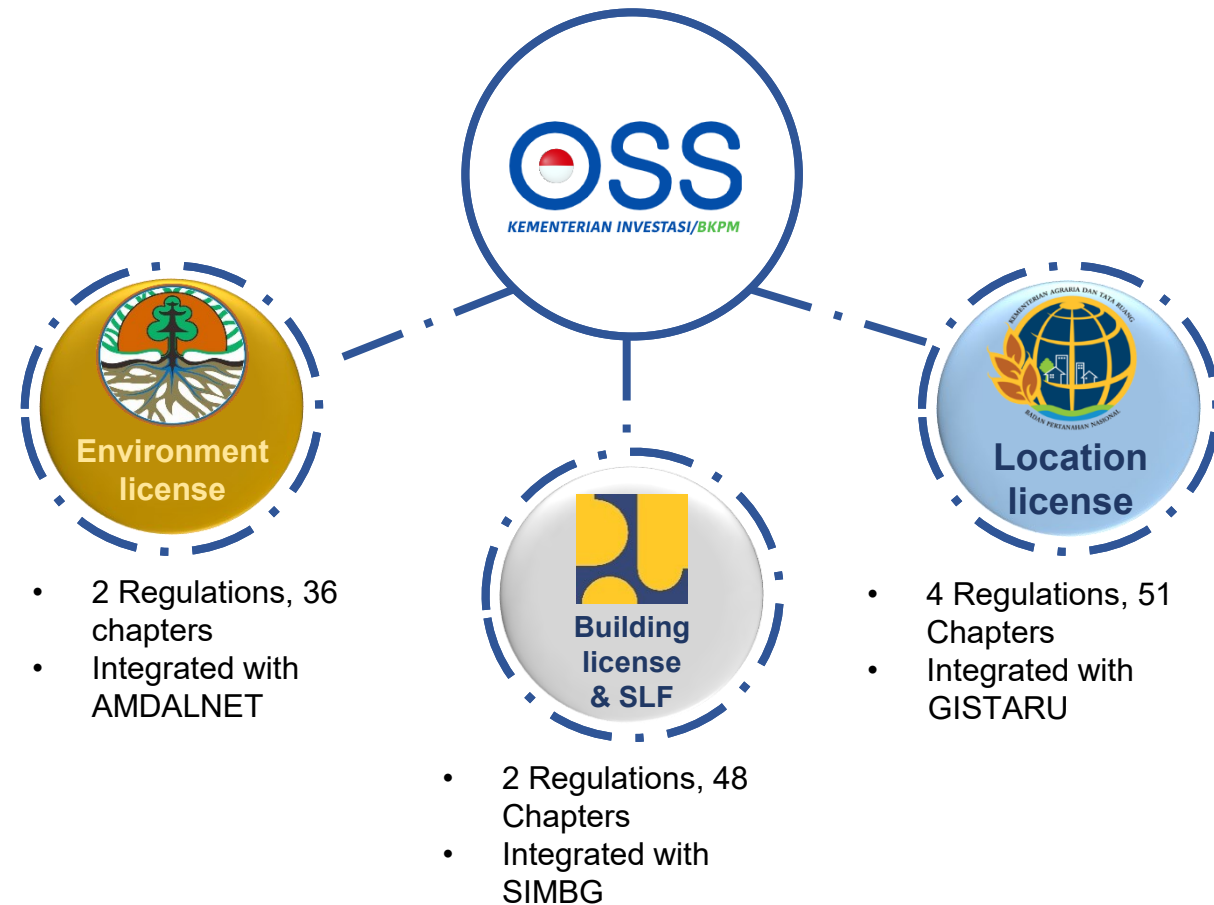 OSS
KEMENTERIAN INVESTASI/BKPM
Environment
license
• 2 Regulations, 36
chapters
• Integrated with
AMDALNET
Building
license
& SLF
• 2 Regulations, 48
Chapters
• Integrated with
SIMBG
KEMENTERIAN AGRARIA DAN TATA RUANG
BADAN PERTANAHAN NASIONAL
Location
license
• 4 Regulations, 51
Chapters
• Integrated with
GISTARU